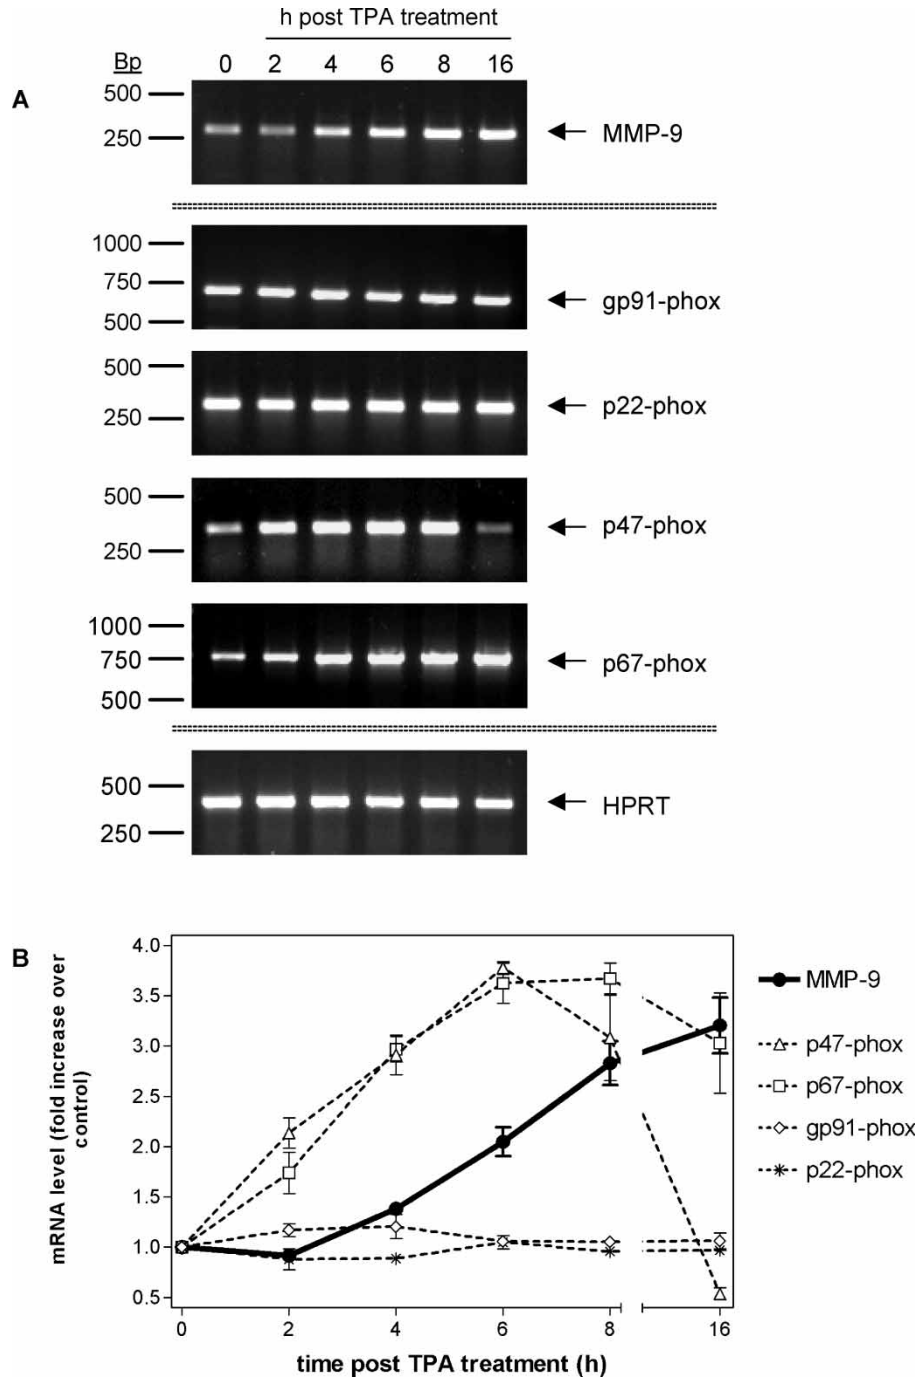 h post TPA treatment
Bp 0 2 4 6 8 16
A
500
250
MMP-9
1000
750
500
gp91-phox
500
250
p22-phox
500
250
p47-phox
1000
750
500
p67-phox
500
250
HPRT
B
mRNA level (fold increase over
control)
4.0
3.5
3.0
2.5
2.0
1.5
1.0
0.5
0 2 4 6 8 16
time post TPA treatment (h)
MMP-9
p47-phox
p67-phox
gp91-phox
p22-phox